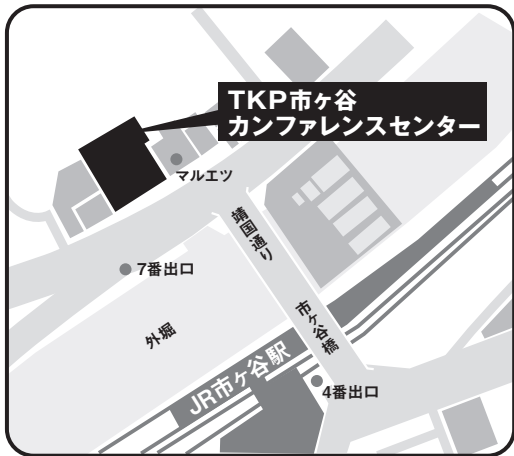 TKP市ヶ谷
カンファレンスセンター
マルエツ
靖国通り
7番出口
外堀
市ヶ谷橋
JR市ヶ谷駅
4番出口